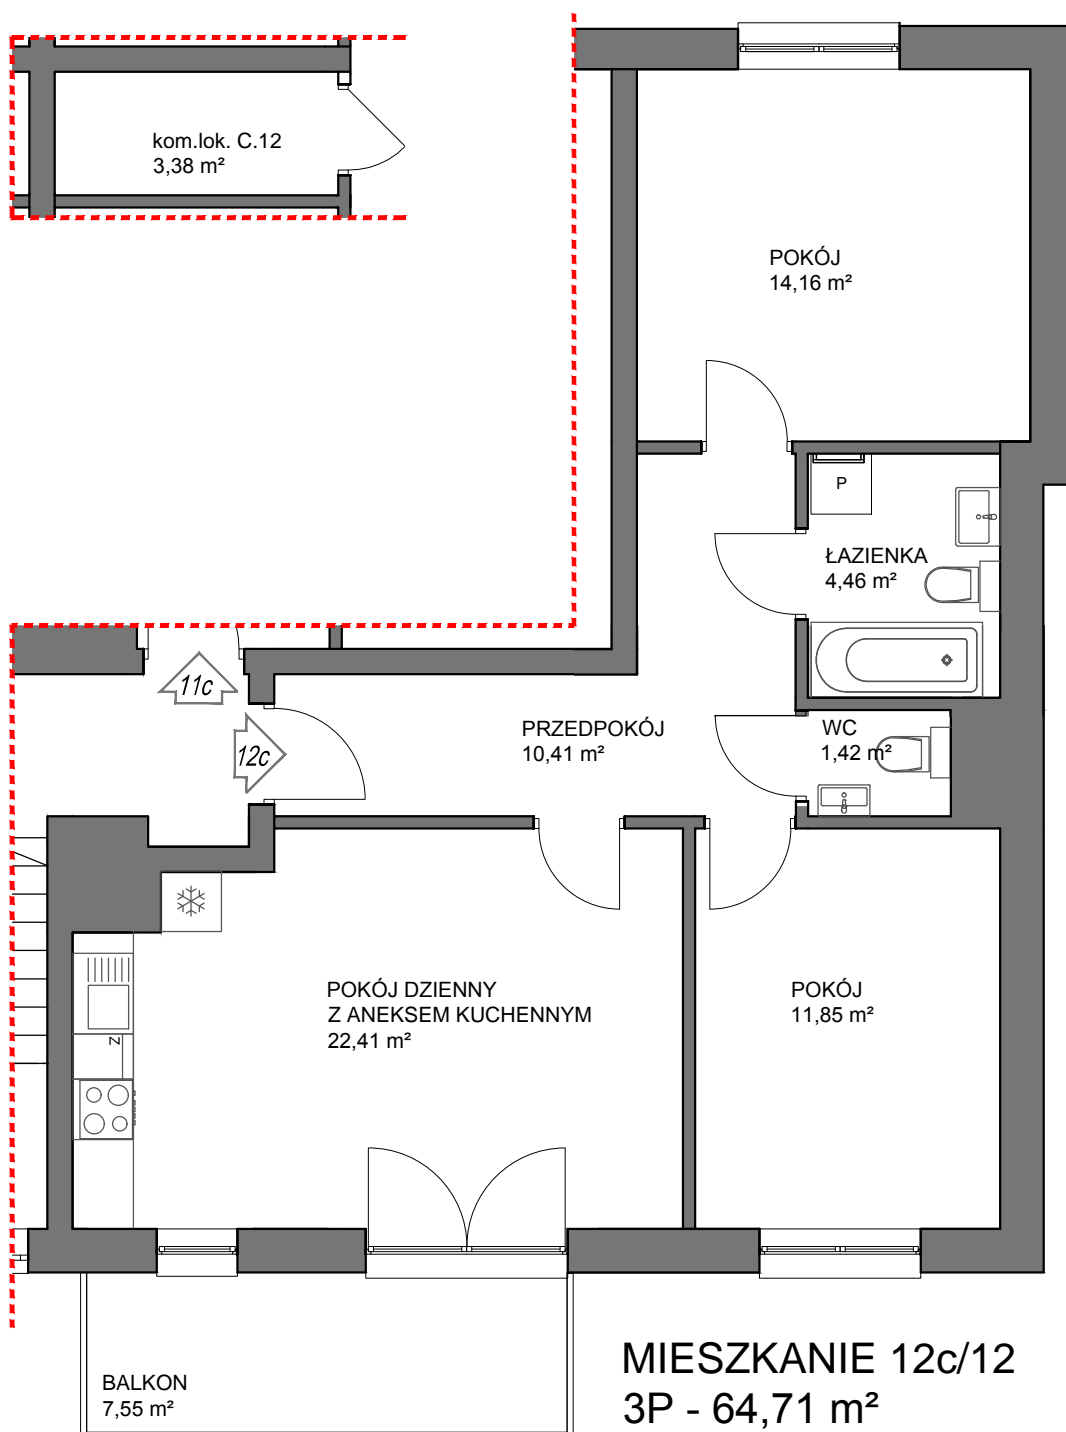 kom.lok. C.12
3,38 m²
POKÓJ
14,16 m²
P
ŁAZIENKA
4,46 m²
11c
12c
PRZEDPOKÓJ
10,41 m²
WC
1,42 m²
POKÓJ DZIENNY
Z ANEKSEM KUCHENNYM
22,41 m²
Z
POKÓJ
11,85 m²
BALKON
7,55 m²
MIESZKANIE 12c/12
3P - 64,71 m²